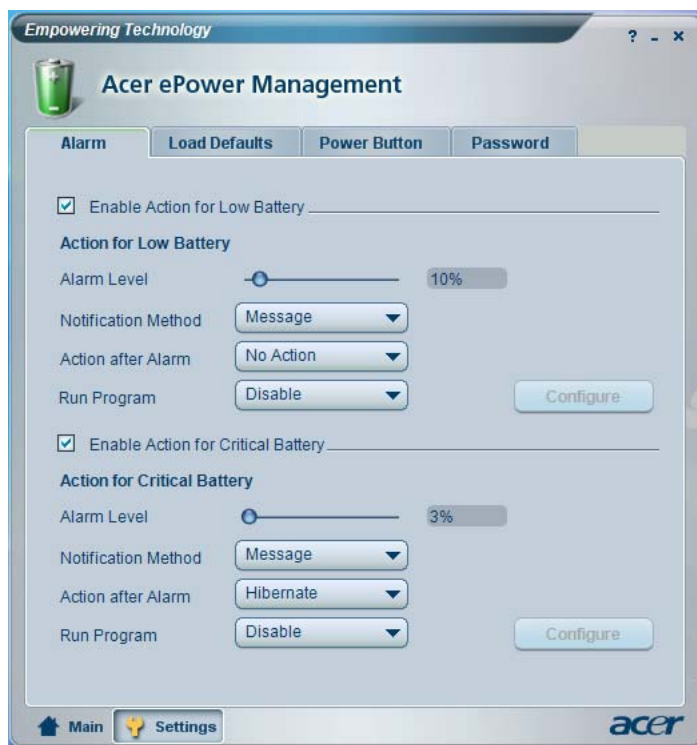 Empowering Technology
? - ×
Acer ePower Management
Alarm Load Defaults Power Button Password
Enable Action for Low Battery
Action for Low Battery
Alarm Level 10%
Notification Method Message
Action after Alarm No Action
Run Program Disable Configure
Enable Action for Critical Battery
Action for Critical Battery
Alarm Level 3%
Notification Method Message
Action after Alarm Hibernate
Run Program Disable Configure
Main Settings acer